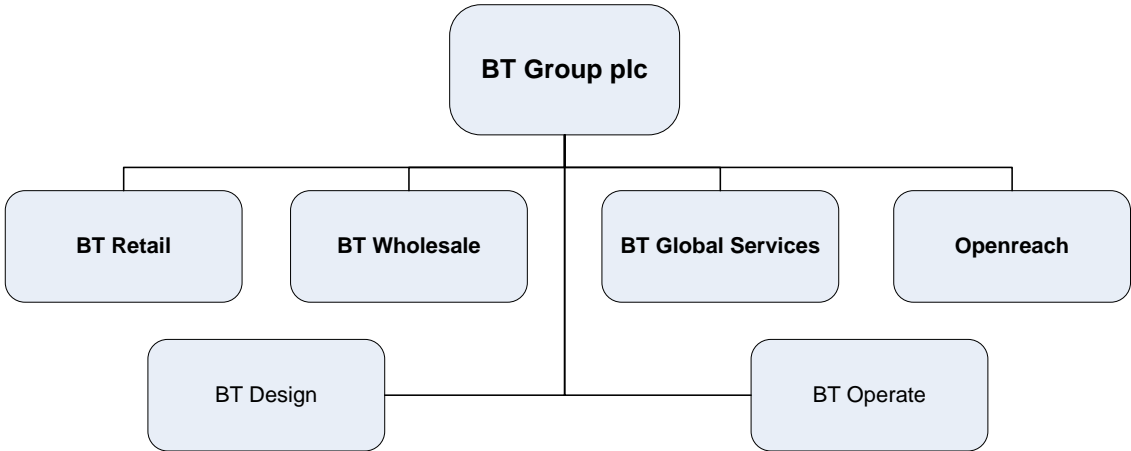 BT Group plc
BT Retail
BT Wholesale
BT Global Services
Openreach
BT Design
BT Operate